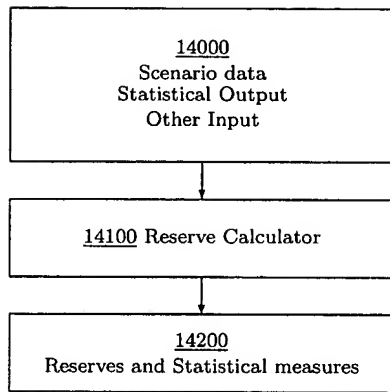 14000
Scenario data
Statistical Output
Other Input
14100 Reserve Calculator
14200
Reserves and Statistical measures